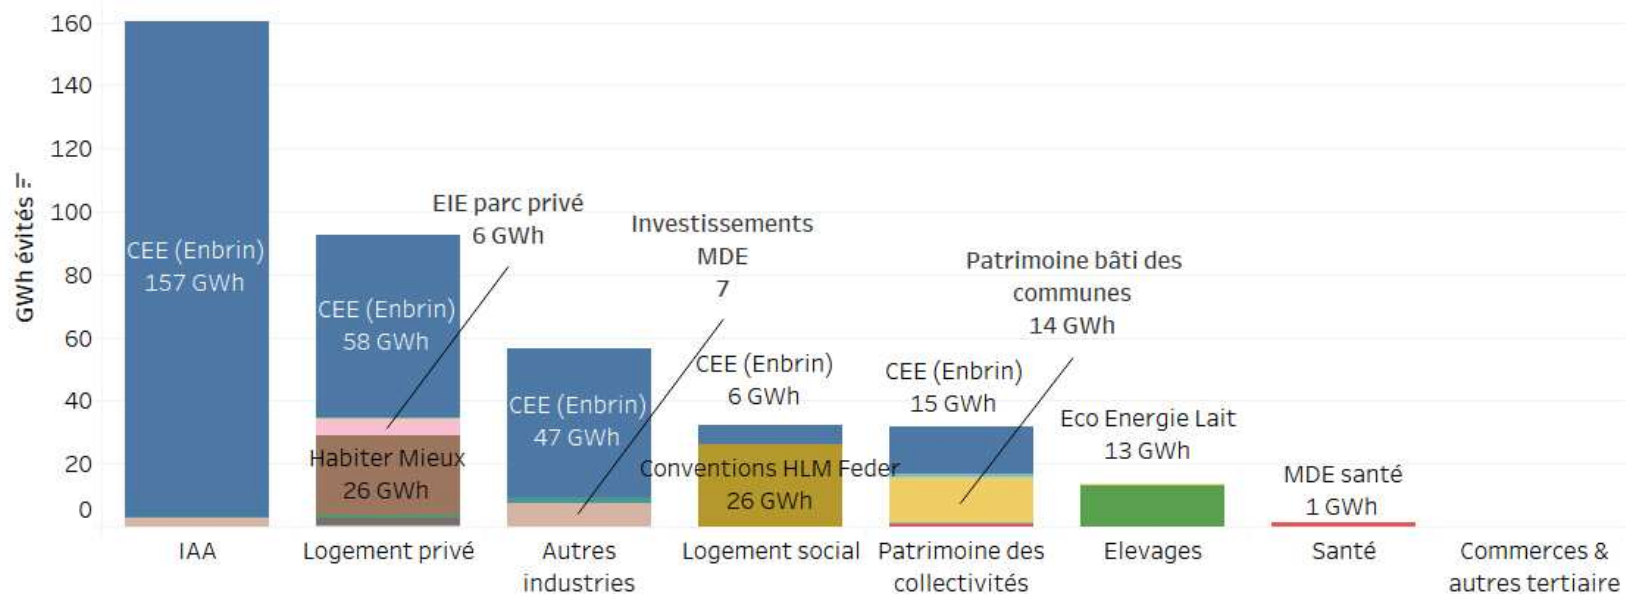 GWh évités
160
140
120
100
80
60
40
20
0
CEE (Enbrin)
157 GWh
CEE (Enbrin)
58 GWh
EIE parc privé
6 GWh
Habiter Mieux
26 GWh
CEE (Enbrin)
47 GWh
Investissements
MDE
7
CEE (Enbrin)
6 GWh
Conventions HLM Feder
26 GWh
CEE (Enbrin)
15 GWh
Patrimoine bâti des
communes
14 GWh
Eco Energie Lait
13 GWh
MDE santé
1 GWh
IAA
Logement privé
Autres
industries
Logement social
Patrimoine des
collectivités
Elevages
Santé
Commerces &
autres tertiaire